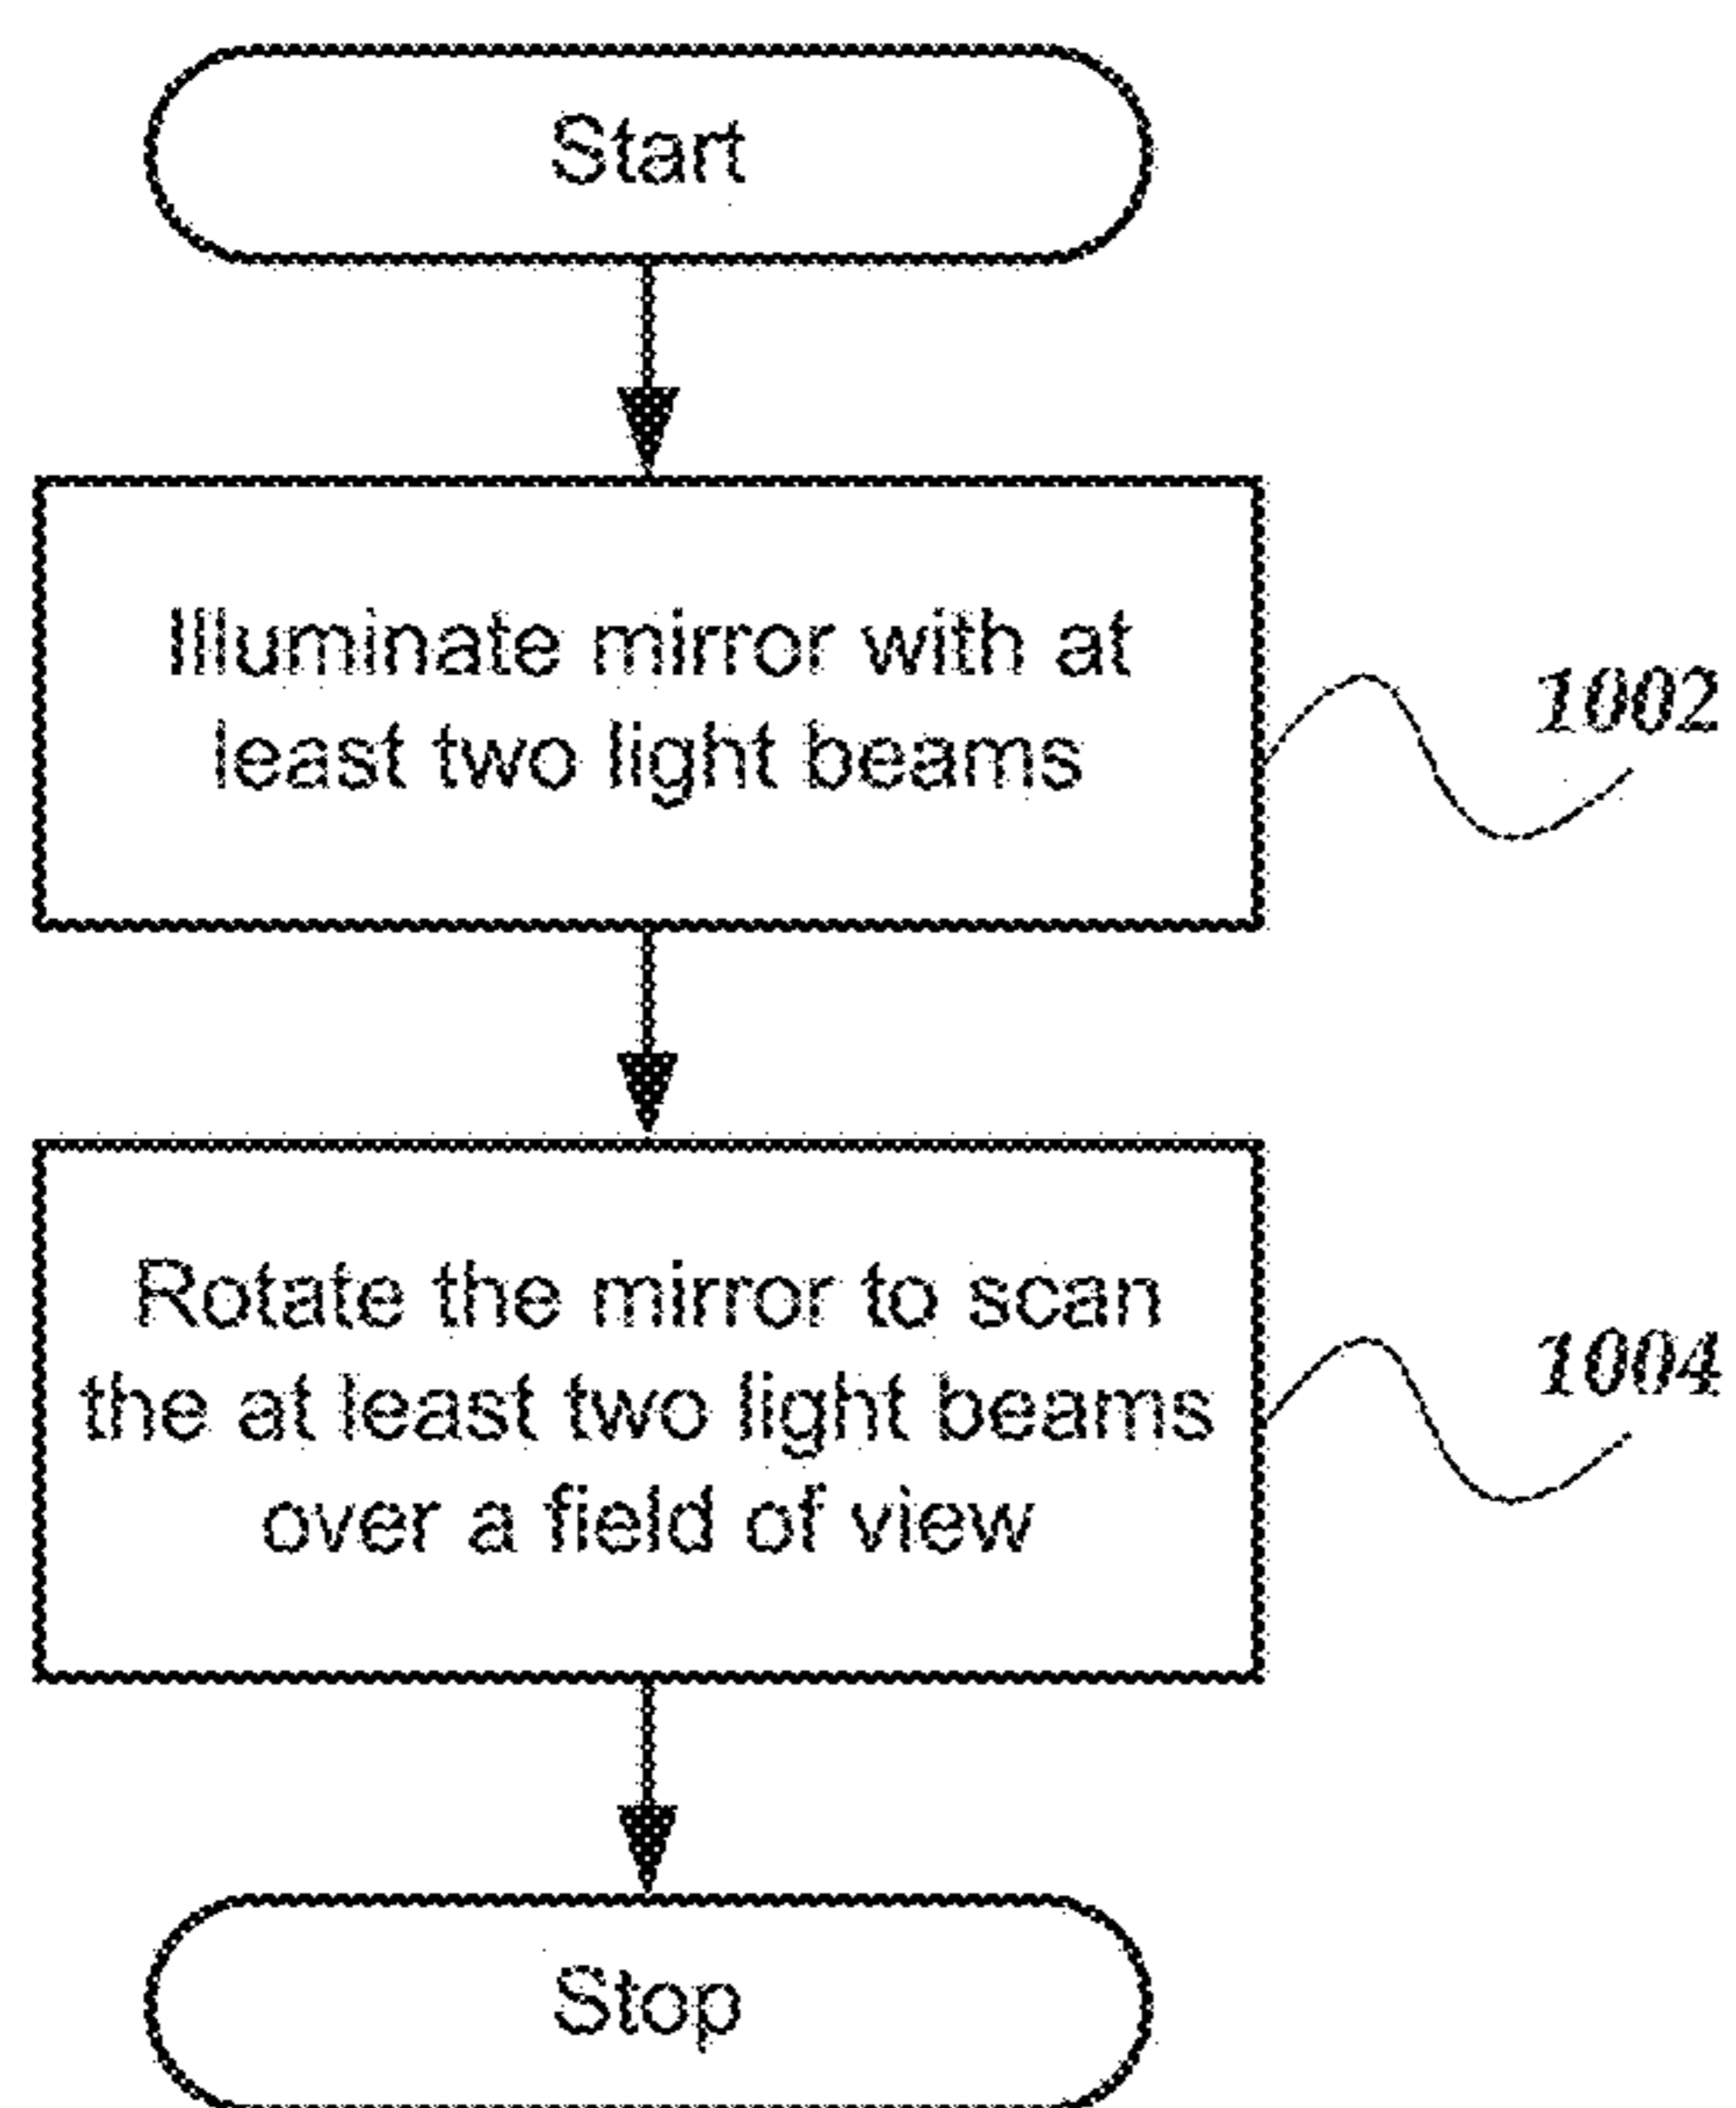 Start
Illuminate mirror with at
least two light beams
1002
Rotate the mirror to scan
the at least two light beams
over a field of view
1004
Stop